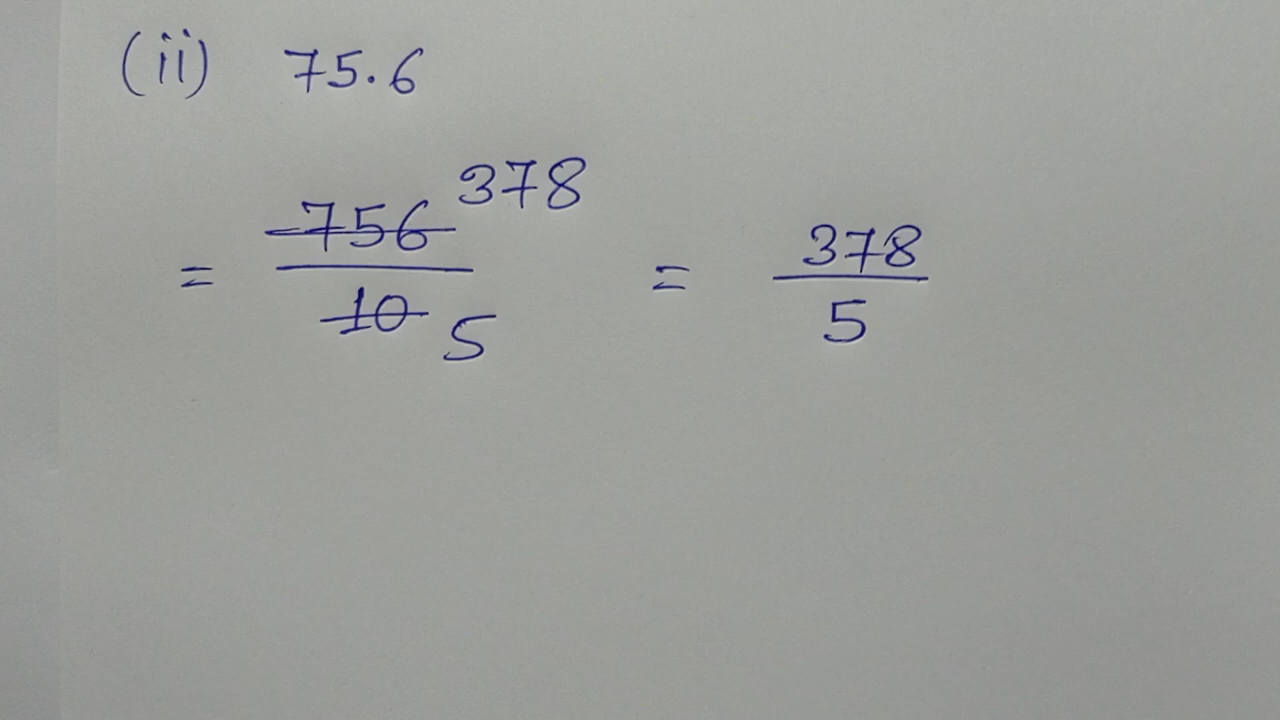 (ii) 75.6
= 756/10 378/5 = 378/5